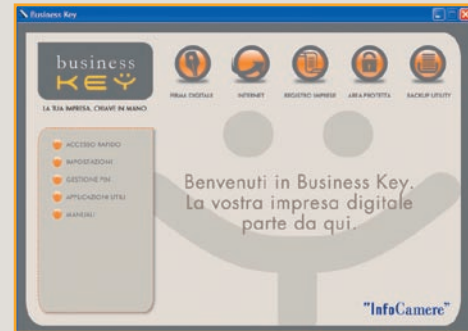 Business Key
business
KEY
LA TUA IMPRESA, CHIAVE IN MANO
FIRMA DIGITALE
INTERNET
REGISTRO IMPRESE
AREA PROTETTA
BACKUP UTILITY
ACCESSO RAPIDO
IMPOSTAZIONI
GESTIONE PIN
APPLICAZIONI UTILI
MANUALI
Benvenuti in Business Key.
La vostra impresa digitale
parte da qui.
"InfoCamere"